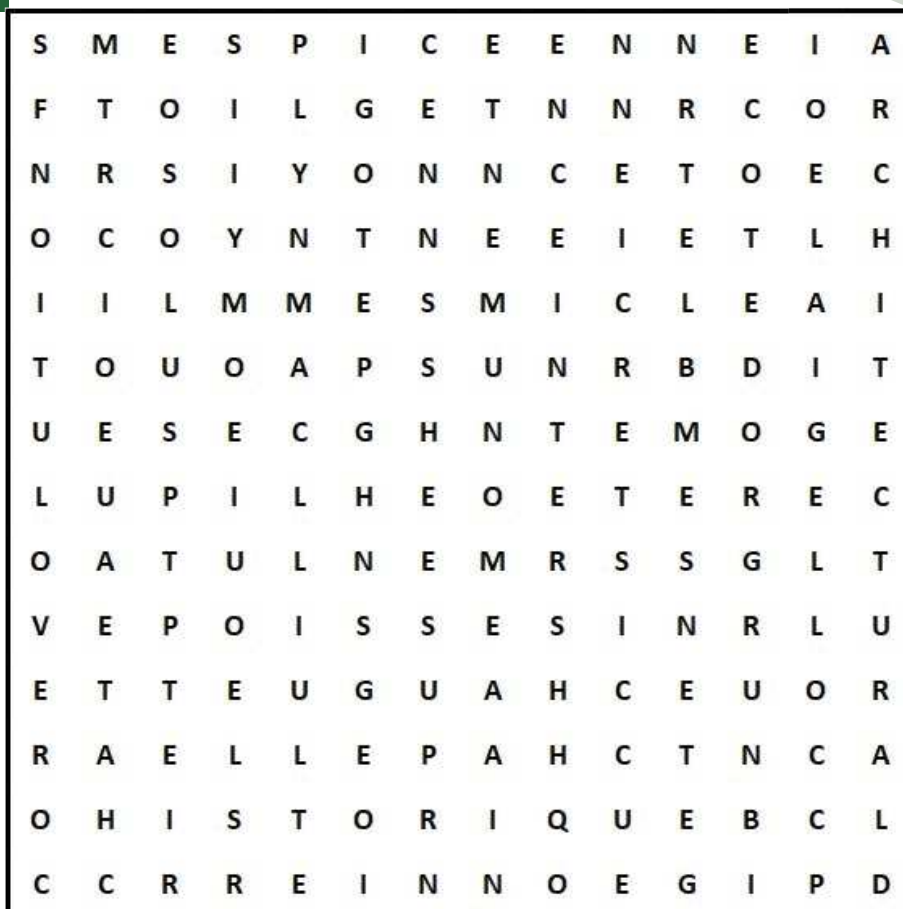 S M E S P I C E E N N E I A
F T O I L G E T N N R C O R
N R S I Y O N N C E T O E C
O C O Y N T N E E I E T L H
I I L M M E S M I C L E A I
T O U O A P S U N R B D I T
U E S E C G H N T E M O G E
L U P I L H E O E T E R E C
O A T U L N E M R S S G L T
V E P O I S S E S I N R L U
E T T E U G U A H C E U O R
R A E L L E P A H C T N C A
O H I S T O R I Q U E B C L
C C R R E I N N O E G I P D